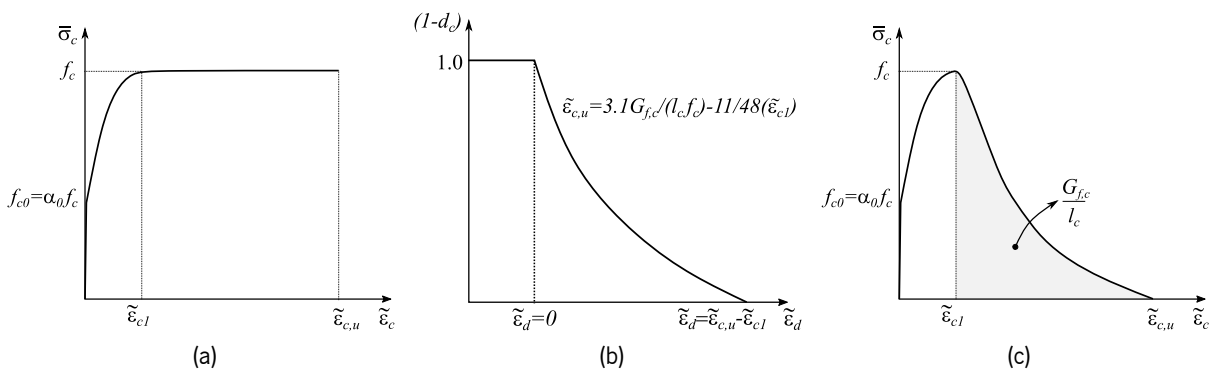 σ̅c
fc
fc0=α0fc
ε̃c1
ε̃c,u
ε̃c
(a)
(1-dc)
1.0
ε̃c,u=3.1Gf,c/(lcfc)-11/48(ε̃c1)
ε̃d=0
ε̃d=ε̃c,u-ε̃c1
ε̃d
(b)
σ̅c
fc
fc0=α0fc
Gf,c
lc
ε̃c1
ε̃c,u
ε̃c
(c)